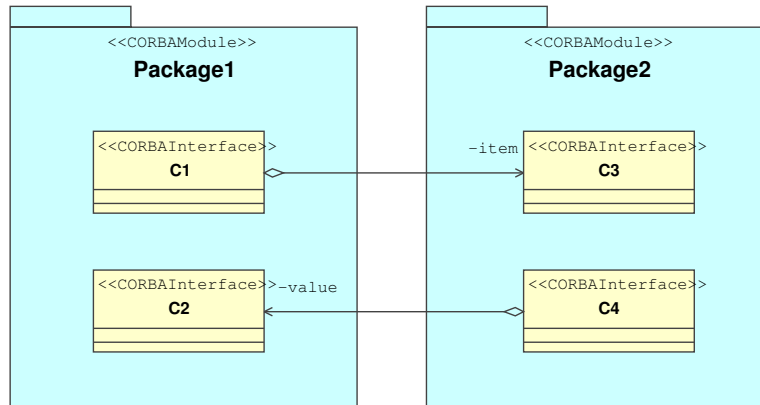 <<CORBAModule>>
Package1
<<CORBAInterface>>
C1
<<CORBAInterface>>
C2
-value
<<CORBAModule>>
Package2
-item
<<CORBAInterface>>
C3
<<CORBAInterface>>
C4